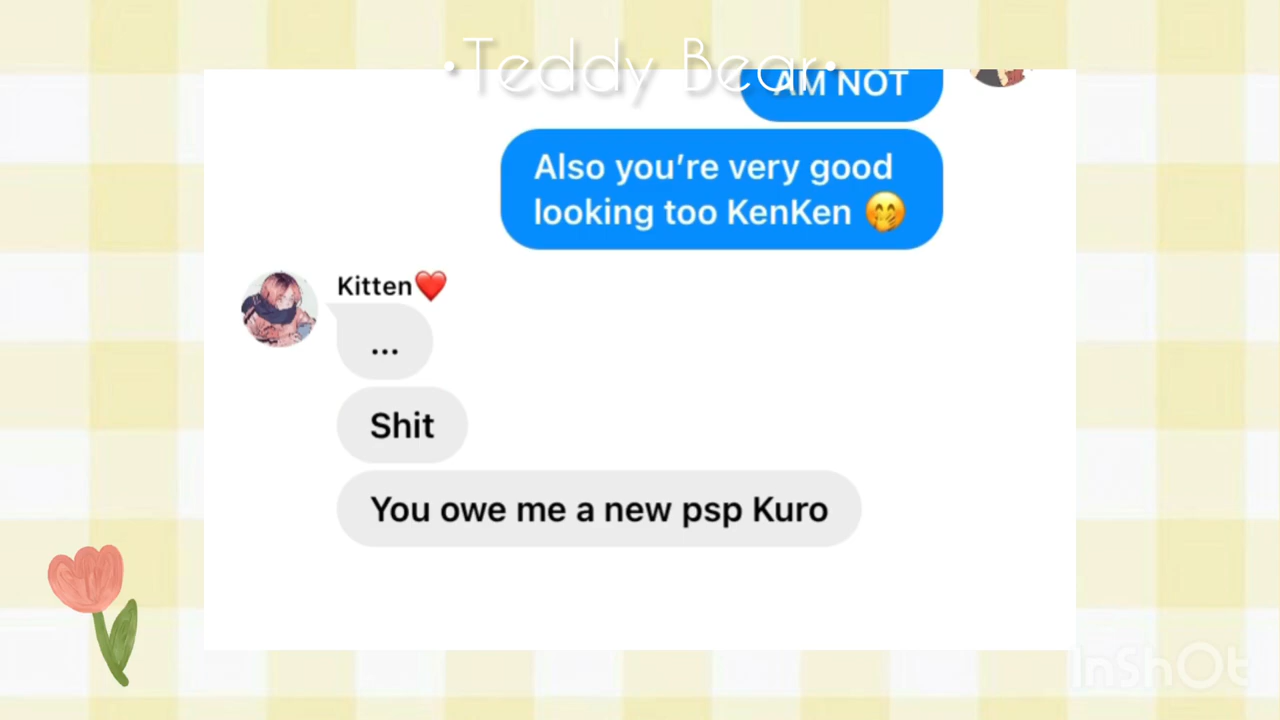 •Teddy Bear•
AM NOT
Also you're very good
looking too KenKen 🤭
Kitten❤️
...
Shit
You owe me a new psp Kuro
InShOt